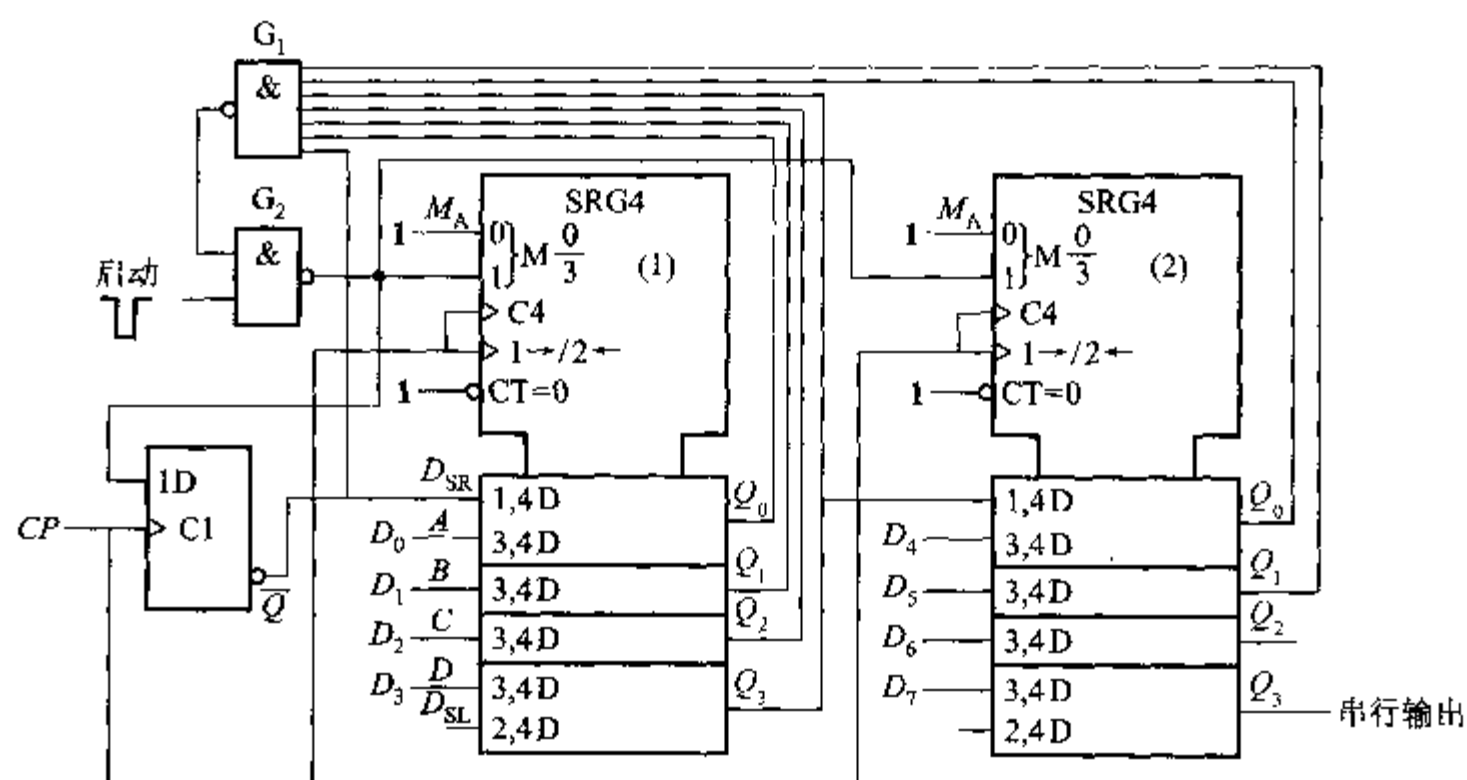 G₁
&
G₂
&
启动
SRG4
M_A
1
0
1
M 0/3
(1)
C4
1→/2←
1
CT=0
SRG4
M_A
1
0
1
M 0/3
(2)
C4
1→/2←
1
CT=0
1D
CP
C1
Q̅
D_SR
1,4D
Q₀
D₀
A
3,4D
D₁
B
3,4D
Q₁
D₂
C
3,4D
Q₂
D₃
D
3,4D
Q₃
D_SL
2,4D
1,4D
Q₀
D₄
3,4D
D₅
3,4D
Q₁
D₆
3,4D
Q₂
D₇
3,4D
Q₃
2,4D
串行输出